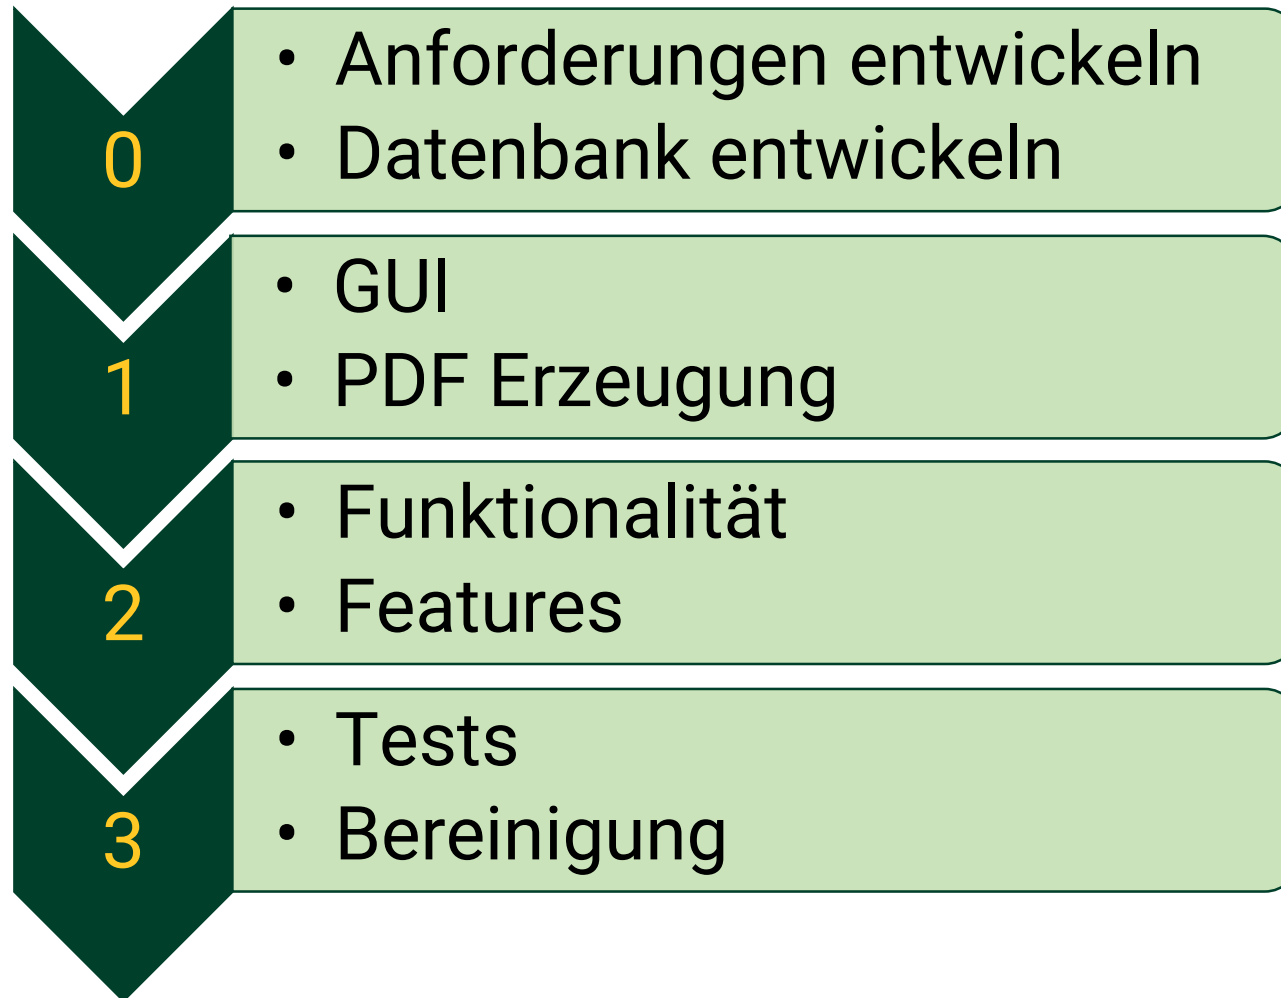 0
• Anforderungen entwickeln
• Datenbank entwickeln
1
• GUI
• PDF Erzeugung
2
• Funktionalität
• Features
3
• Tests
• Bereinigung